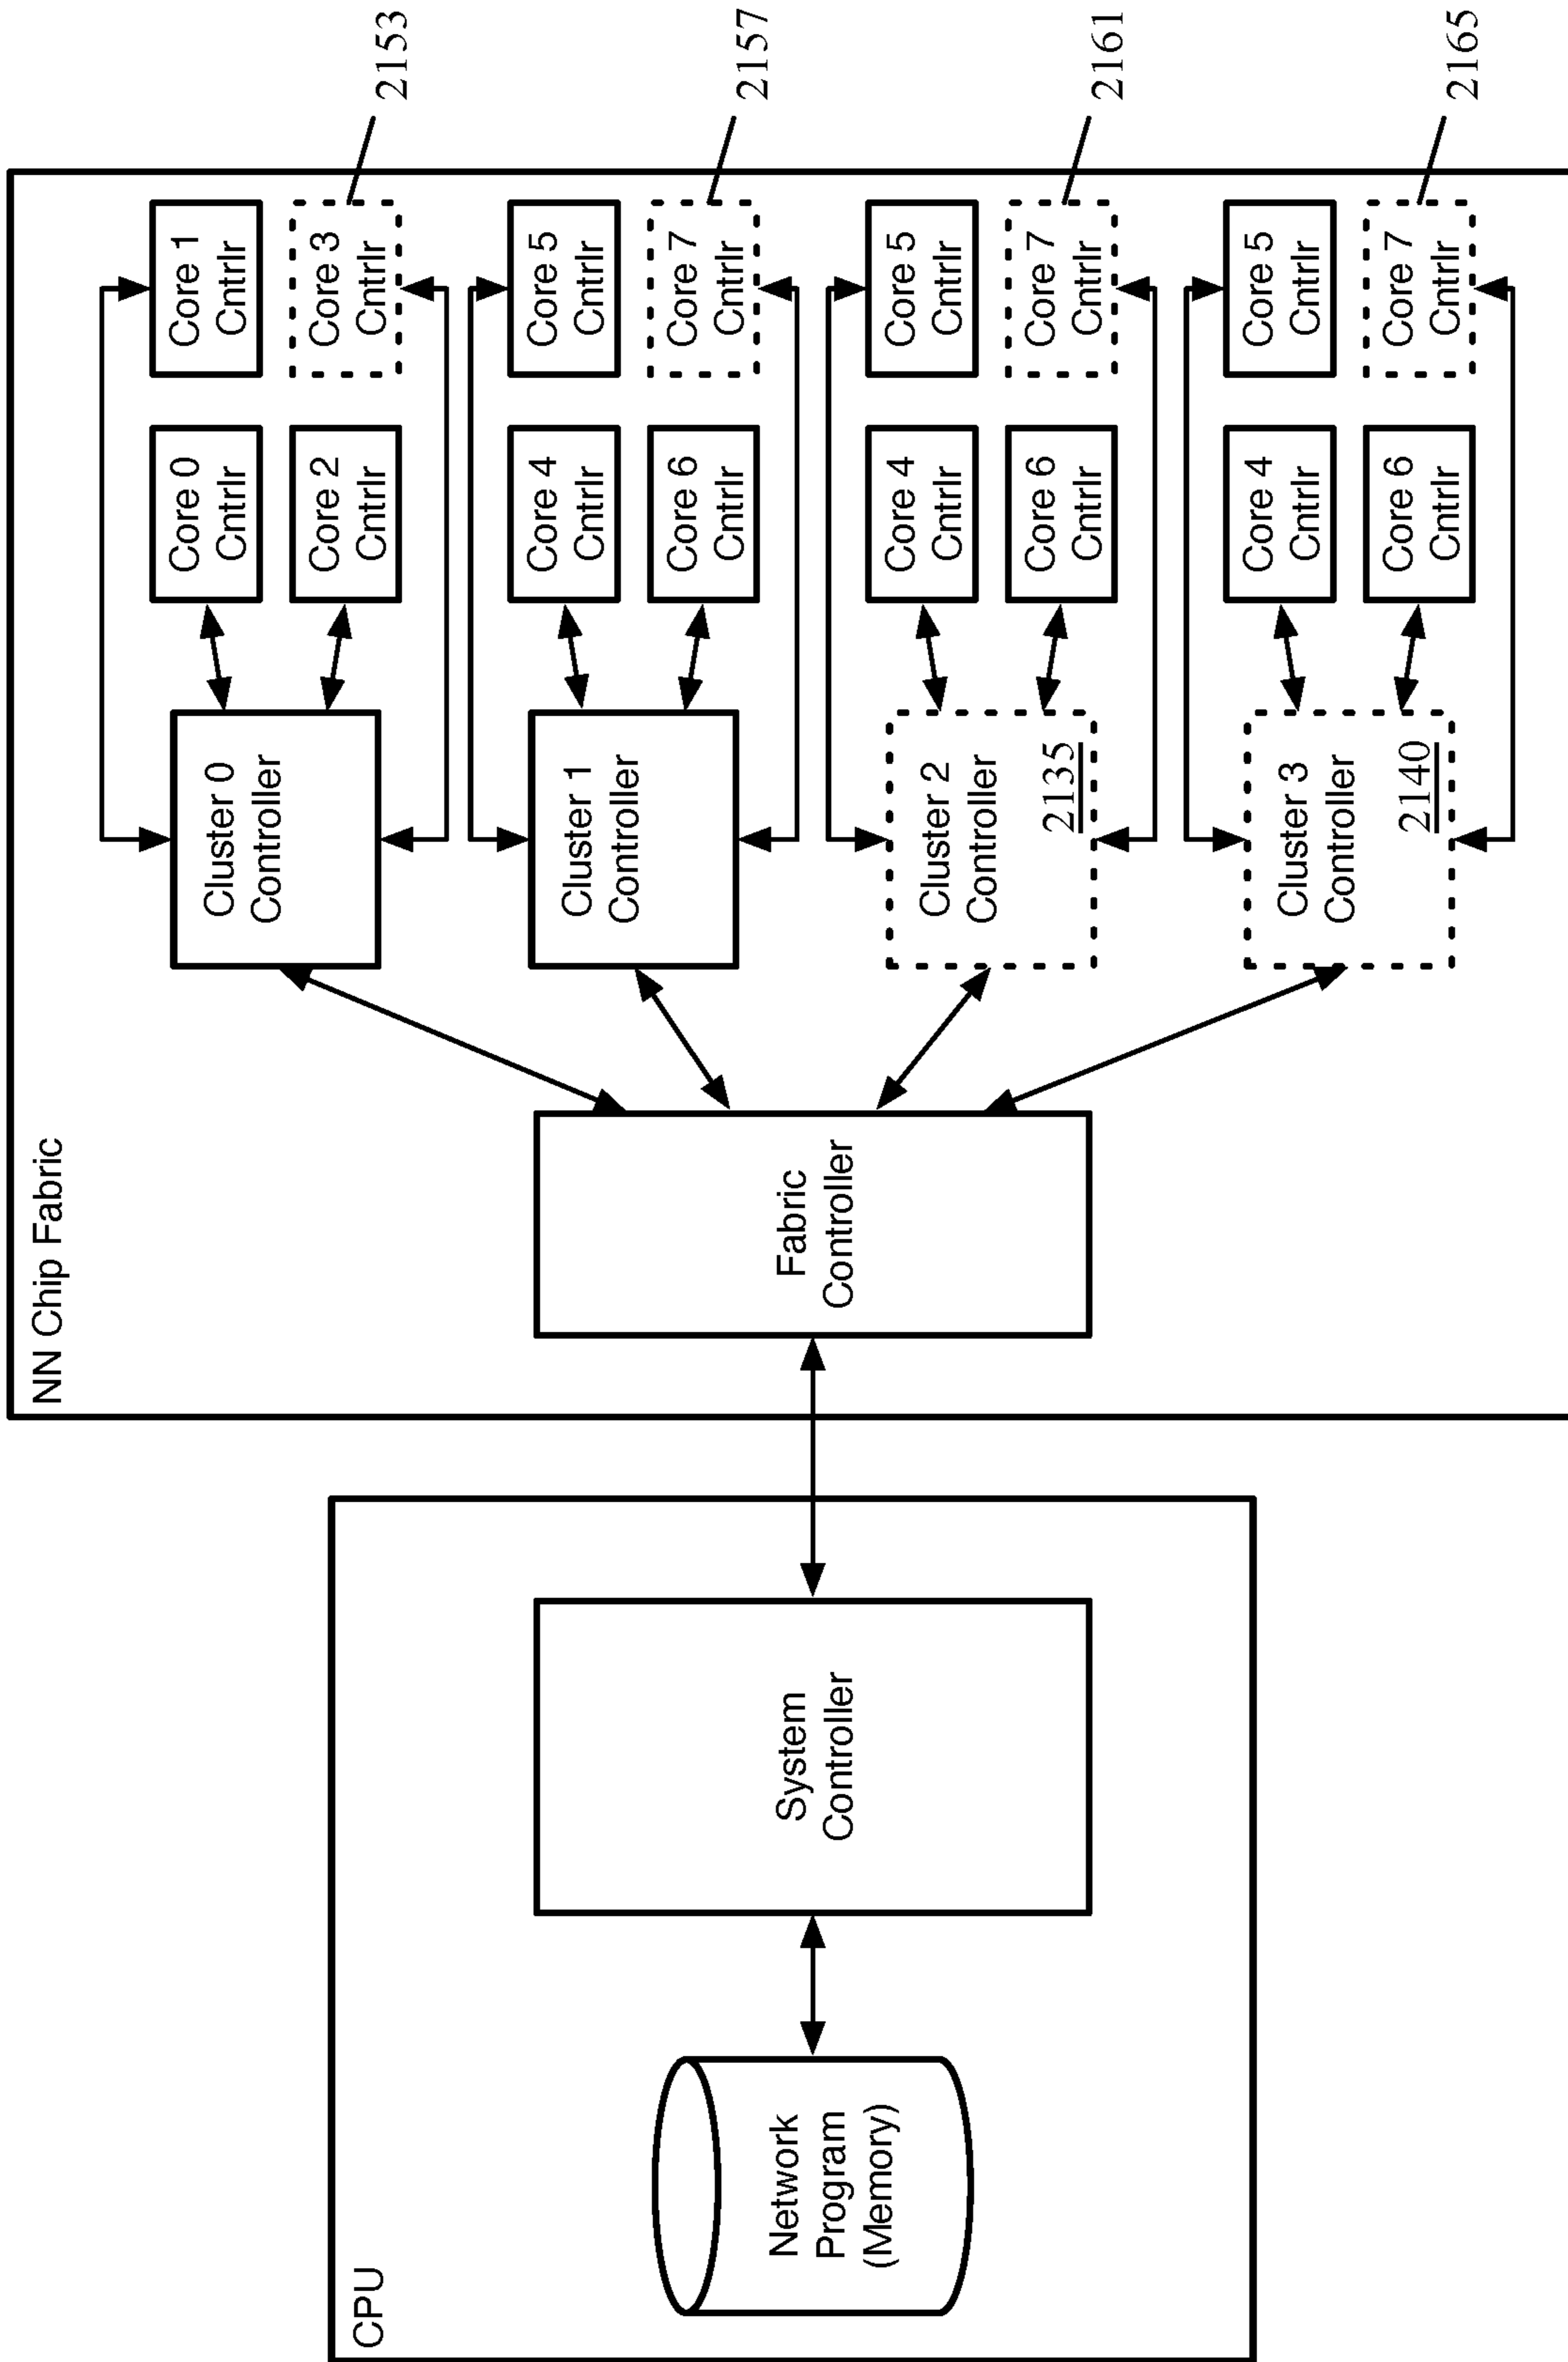 CPU
Network
Program
(Memory)
System
Controller
NN Chip Fabric
Fabric
Controller
Cluster 0
Controller
Core 0
Cntrlr
Core 1
Cntrlr
Core 2
Cntrlr
Core 3
Cntrlr
2153
Cluster 1
Controller
Core 4
Cntrlr
Core 5
Cntrlr
Core 6
Cntrlr
Core 7
Cntrlr
2157
Cluster 2
Controller
2135
Core 4
Cntrlr
Core 5
Cntrlr
Core 6
Cntrlr
Core 7
Cntrlr
2161
Cluster 3
Controller
2140
Core 4
Cntrlr
Core 5
Cntrlr
Core 6
Cntrlr
Core 7
Cntrlr
2165